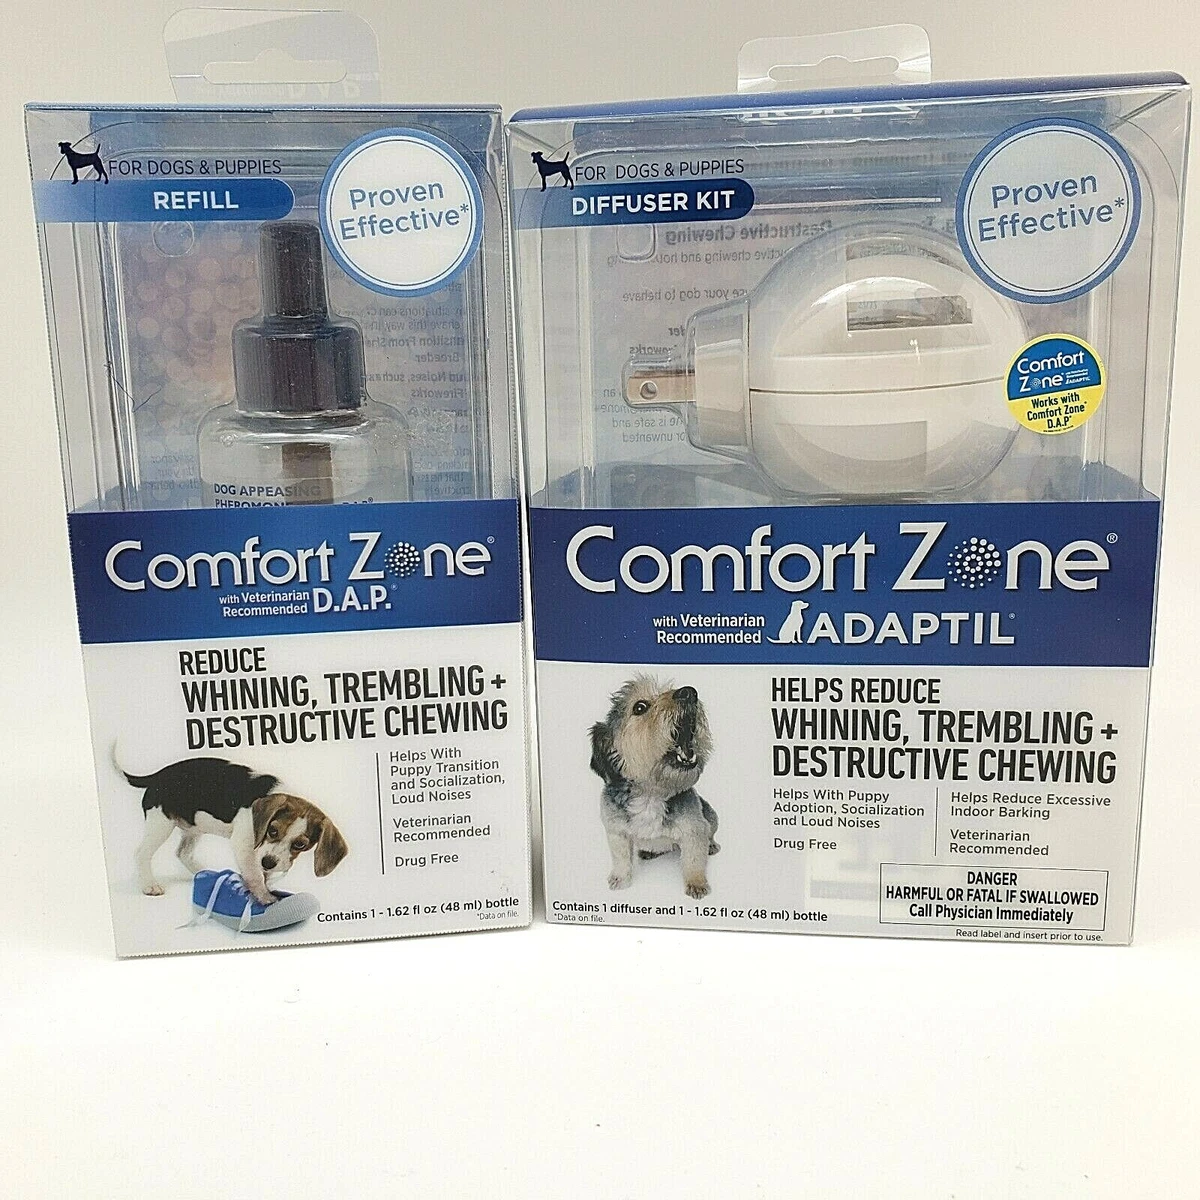 FOR DOGS & PUPPIES
REFILL
Proven
Effective*
DOG APPEASING
Comfort Zone®
with Veterinarian
Recommended D.A.P.®
REDUCE
WHINING, TREMBLING +
DESTRUCTIVE CHEWING
Helps With
Puppy Transition
and Socialization,
Loud Noises
Veterinarian
Recommended
Drug Free
Contains 1 - 1.62 fl oz (48 ml) bottle
*Data on file.
FOR DOGS & PUPPIES
DIFFUSER KIT
Proven
Effective*
Comfort
Zone
ADAPTIL
Works with
Comfort Zone®
D.A.P.®
Comfort Zone®
with Veterinarian
Recommended ADAPTIL®
HELPS REDUCE
WHINING, TREMBLING +
DESTRUCTIVE CHEWING
Helps With Puppy
Adoption, Socialization
and Loud Noises
Drug Free
Helps Reduce Excessive
Indoor Barking
Veterinarian
Recommended
DANGER
HARMFUL OR FATAL IF SWALLOWED
Call Physician Immediately
Contains 1 diffuser and 1 - 1.62 fl oz (48 ml) bottle
*Data on file.
Read label and insert prior to use.